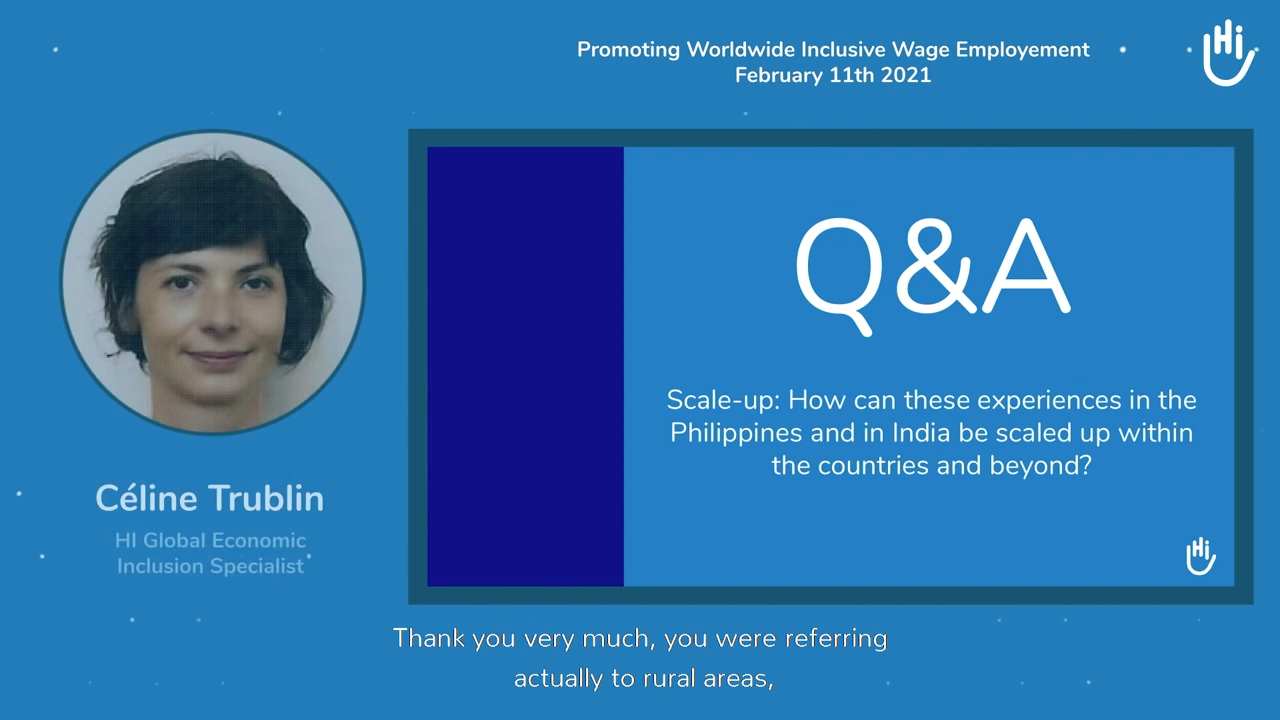 Promoting Worldwide Inclusive Wage Employement
February 11th 2021
Hi
Q&A
Scale-up: How can these experiences in the
Philippines and in India be scaled up within
the countries and beyond?
Hi
Céline Trublin
HI Global Economic
Inclusion Specialist
Thank you very much, you were referring
actually to rural areas,